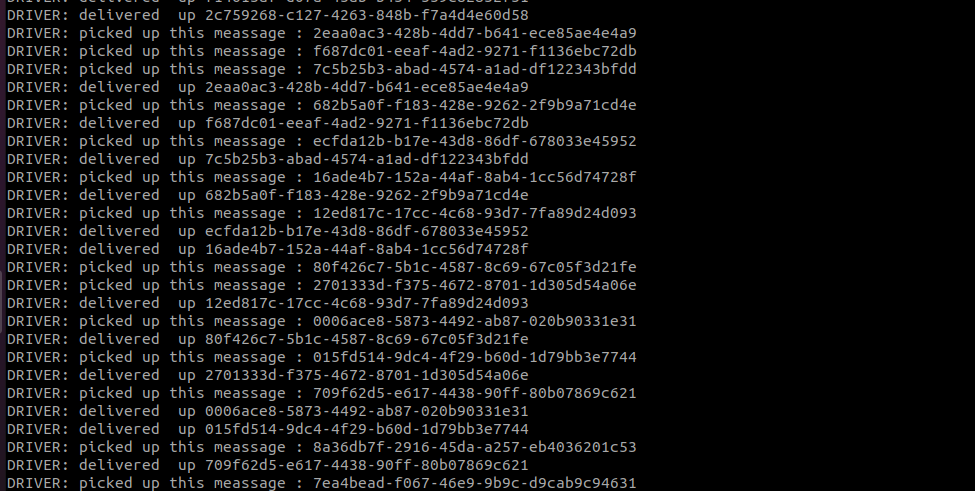 DRIVER: delivered  up 2c759268-c127-4263-848b-f7a4d4e60d58
DRIVER: picked up this meassage : 2eaa0ac3-428b-4dd7-b641-ece85ae4e4a9
DRIVER: picked up this meassage : f687dc01-eeaf-4ad2-9271-f1136ebc72db
DRIVER: picked up this meassage : 7c5b25b3-abad-4574-a1ad-df122343bfdd
DRIVER: delivered  up 2eaa0ac3-428b-4dd7-b641-ece85ae4e4a9
DRIVER: picked up this meassage : 682b5a0f-f183-428e-9262-2f9b9a71cd4e
DRIVER: delivered  up f687dc01-eeaf-4ad2-9271-f1136ebc72db
DRIVER: picked up this meassage : ecfda12b-b17e-43d8-86df-678033e45952
DRIVER: delivered  up 7c5b25b3-abad-4574-a1ad-df122343bfdd
DRIVER: picked up this meassage : 16ade4b7-152a-44af-8ab4-1cc56d74728f
DRIVER: delivered  up 682b5a0f-f183-428e-9262-2f9b9a71cd4e
DRIVER: picked up this meassage : 12ed817c-17cc-4c68-93d7-7fa89d24d093
DRIVER: delivered  up ecfda12b-b17e-43d8-86df-678033e45952
DRIVER: delivered  up 16ade4b7-152a-44af-8ab4-1cc56d74728f
DRIVER: picked up this meassage : 80f426c7-5b1c-4587-8c69-67c05f3d21fe
DRIVER: picked up this meassage : 2701333d-f375-4672-8701-1d305d54a06e
DRIVER: delivered  up 12ed817c-17cc-4c68-93d7-7fa89d24d093
DRIVER: picked up this meassage : 0006ace8-5873-4492-ab87-020b90331e31
DRIVER: delivered  up 80f426c7-5b1c-4587-8c69-67c05f3d21fe
DRIVER: picked up this meassage : 015fd514-9dc4-4f29-b60d-1d79bb3e7744
DRIVER: delivered  up 2701333d-f375-4672-8701-1d305d54a06e
DRIVER: picked up this meassage : 709f62d5-e617-4438-90ff-80b07869c621
DRIVER: delivered  up 0006ace8-5873-4492-ab87-020b90331e31
DRIVER: delivered  up 015fd514-9dc4-4f29-b60d-1d79bb3e7744
DRIVER: picked up this meassage : 8a36db7f-2916-45da-a257-eb4036201c53
DRIVER: delivered  up 709f62d5-e617-4438-90ff-80b07869c621
DRIVER: picked up this meassage : 7ea4bead-f067-46e9-9b9c-d9cab9c94631